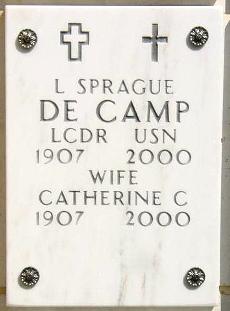 L SPRAGUE
DE CAMP
LCDR USN
1907 2000
WIFE
CATHERINE C
1907 2000